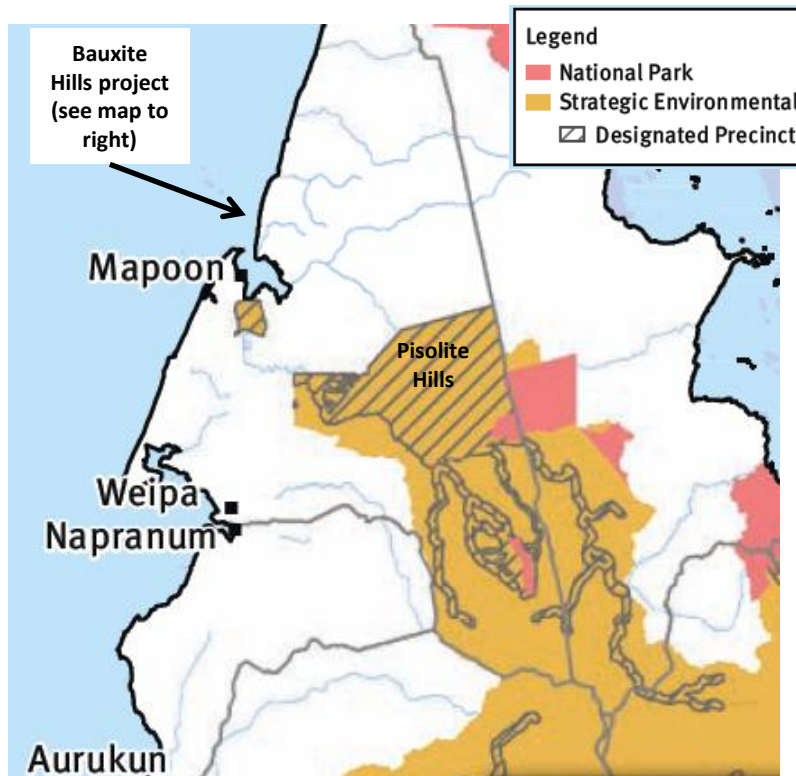 Bauxite
Hills project
(see map to
right)
Legend
National Park
Strategic Environmental
Designated Precinct
Mapoon
Pisolite
Hills
Weipa
Napranum
Aurukun